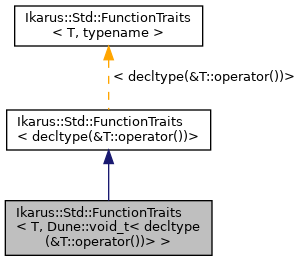 Ikarus::Std::FunctionTraits
< T, typename >
< decltype(&T::operator())>
Ikarus::Std::FunctionTraits
< decltype(&T::operator())>
Ikarus::Std::FunctionTraits
< T, Dune::void_t< decltype
(&T::operator())> >